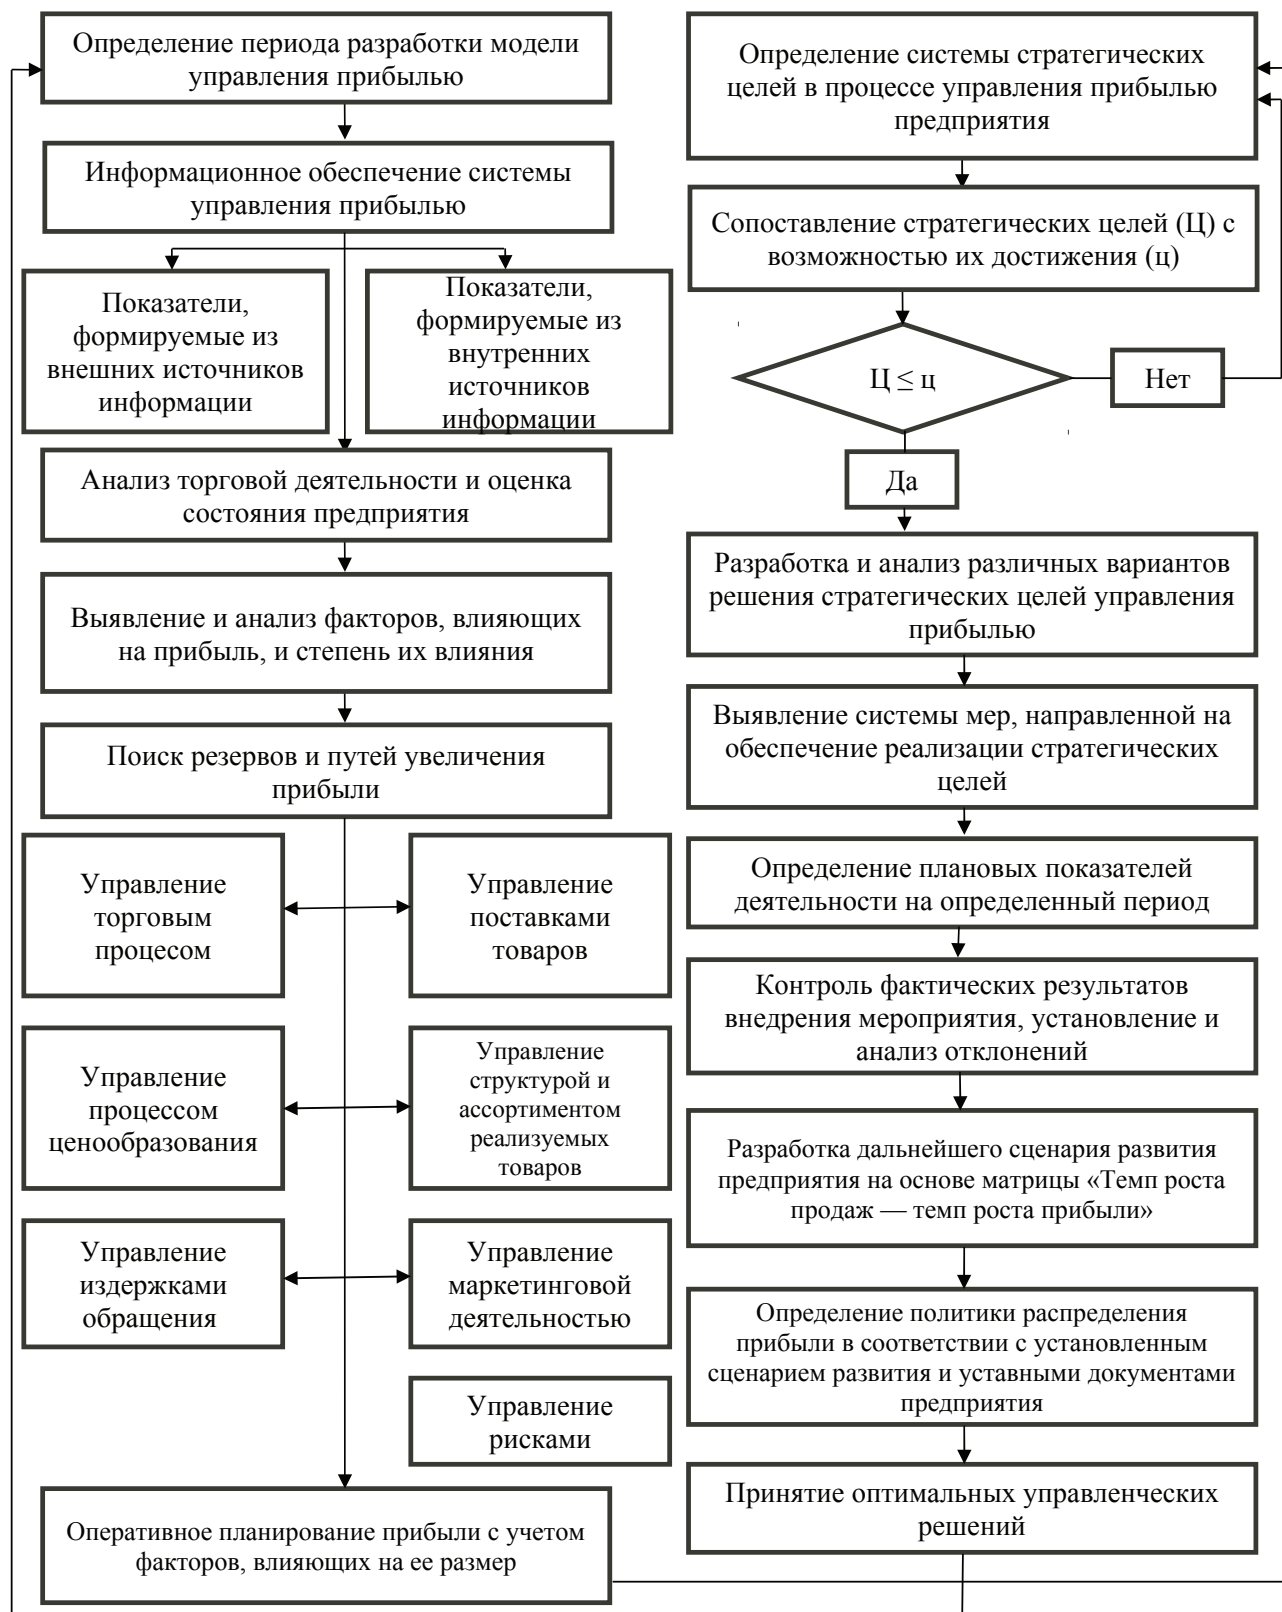 Определение периода разработки модели
управления прибылью
Информационное обеспечение системы
управления прибылью
Показатели,
формируемые из
внешних источников
информации
Показатели,
формируемые из
внутренних
источников
информации
Анализ торговой деятельности и оценка
состояния предприятия
Выявление и анализ факторов, влияющих
на прибыль, и степень их влияния
Поиск резервов и путей увеличения
прибыли
Управление
торговым
процесом
Управление
поставками
товаров
Управление
процессом
ценообразования
Управление
структурой и
ассортиментом
реализуемых
товаров
Управление
издержками
обращения
Управление
маркетинговой
деятельностью
Управление
рисками
Оперативное планирование прибыли с учетом
факторов, влияющих на ее размер
Определение системы стратегических
целей в процессе управления прибылью
предприятия
Сопоставление стратегических целей (Ц) с
возможностью их достижения (ц)
Ц ≤ ц
Нет
Да
Разработка и анализ различных вариантов
решения стратегических целей управления
прибылью
Выявление системы мер, направленной на
обеспечение реализации стратегических
целей
Определение плановых показателей
деятельности на определенный период
Контроль фактических результатов
внедрения мероприятия, установление и
анализ отклонений
Разработка дальнейшего сценария развития
предприятия на основе матрицы «Темп роста
продаж — темп роста прибыли»
Определение политики распределения
прибыли в соответствии с установленным
сценарием развития и уставными документами
предприятия
Принятие оптимальных управленческих
решений